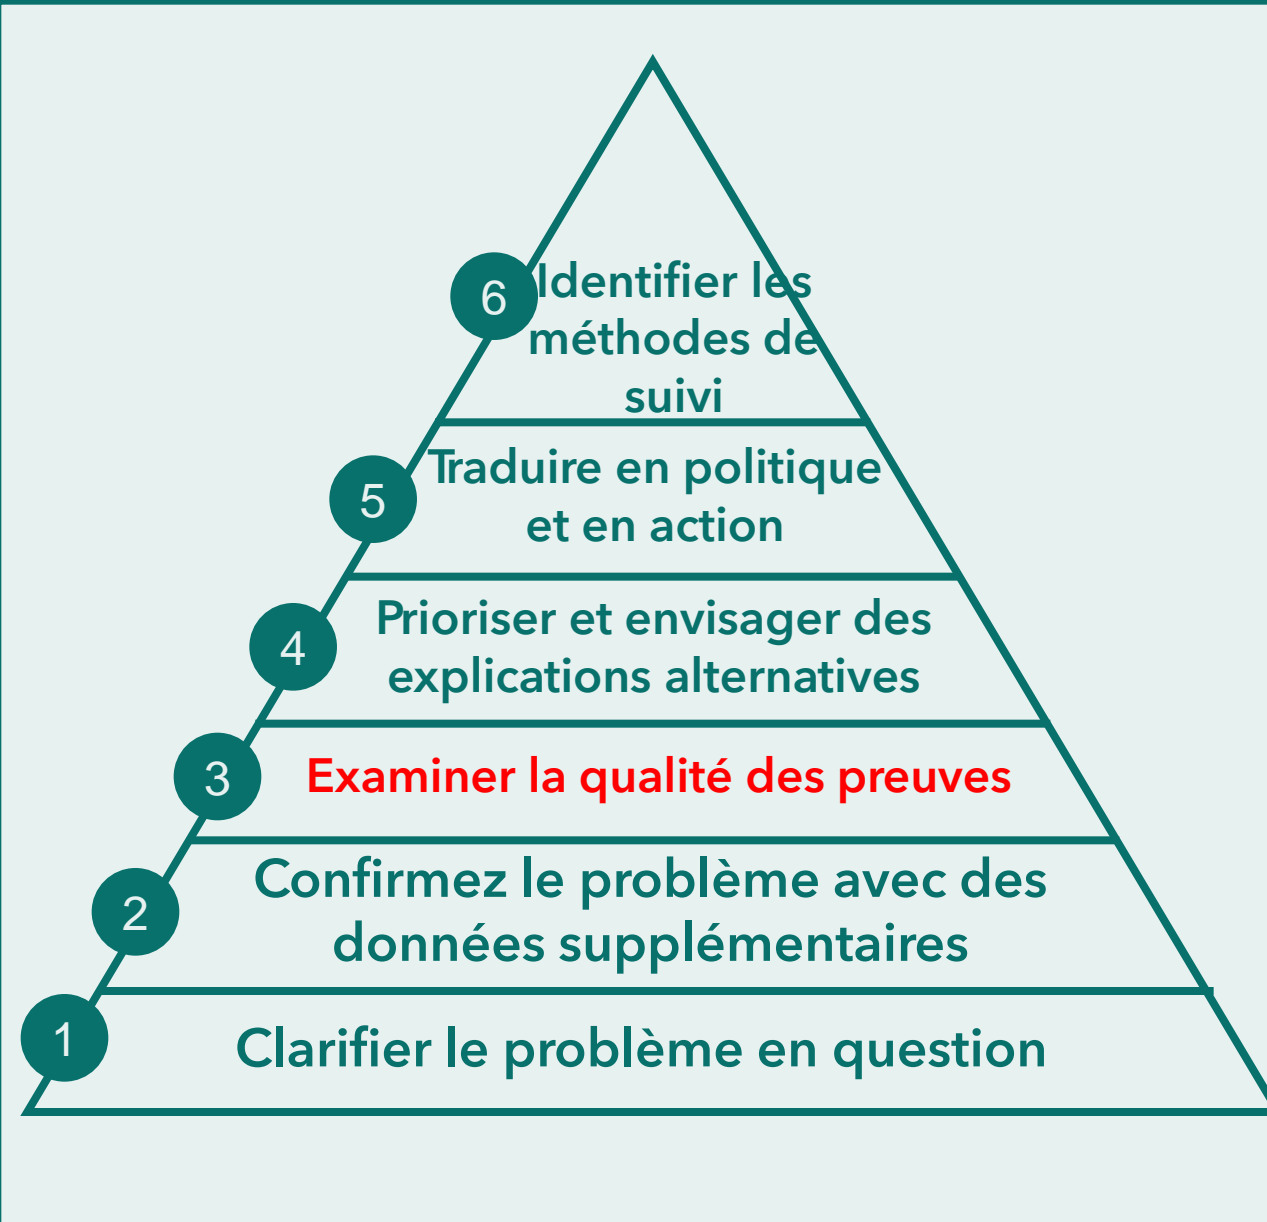 6
Identifier les
méthodes de
suivi
5
Traduire en politique
et en action
4
Prioriser et envisager des
explications alternatives
3
Examiner la qualité des preuves
2
Confirmez le problème avec des
données supplémentaires
1
Clarifier le problème en question